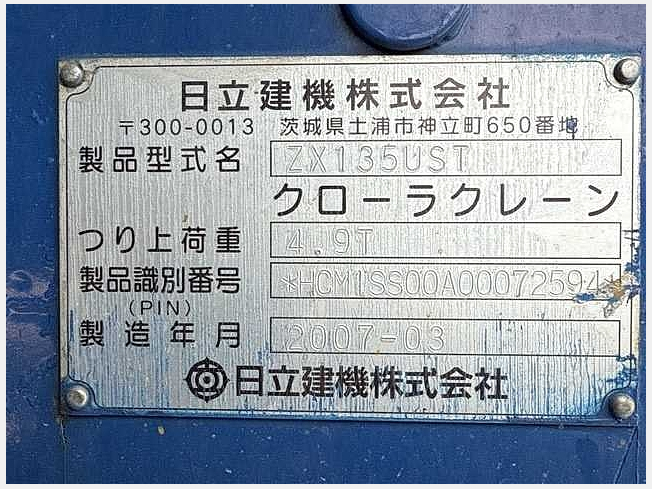 日立建機株式会社
〒300-0013 茨城県土浦市神立町650番地
製品型式名 ZX135UST
クローラクレーン
つり上荷重 4.9T
製品識別番号 *HCM1SS00A00072594*
(PIN)
製造年月 2007-03
日立建機株式会社